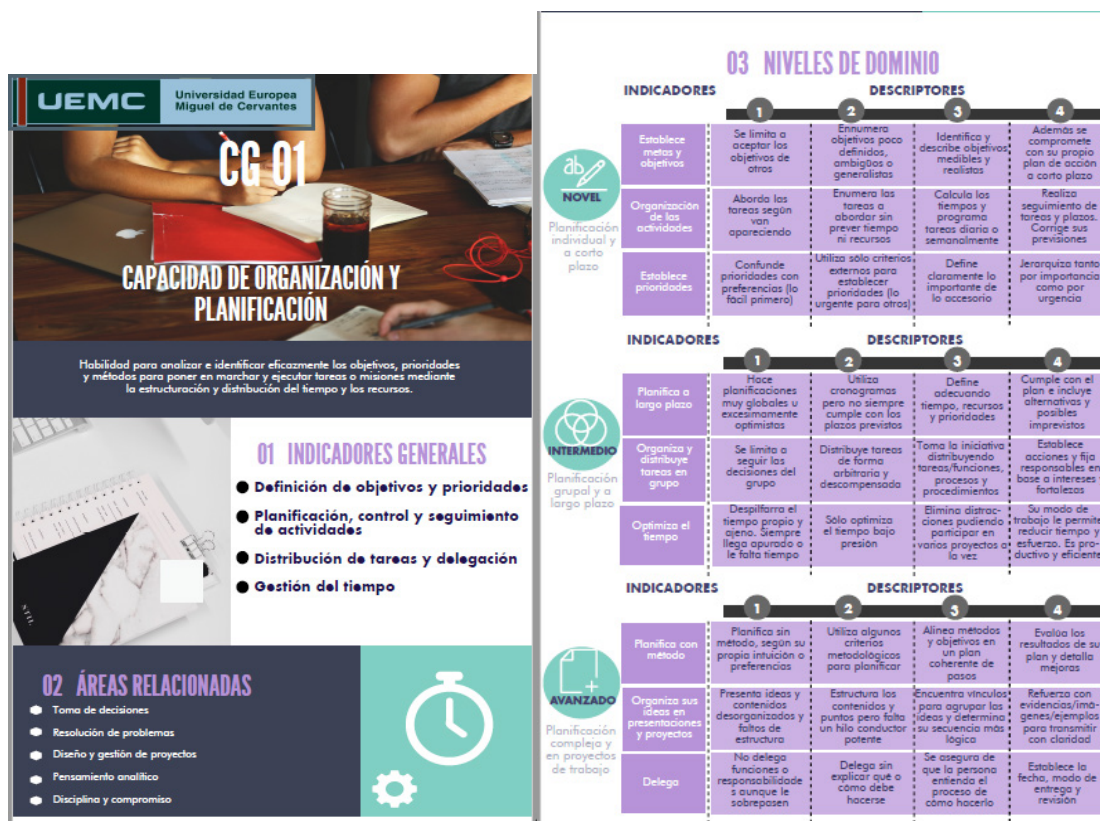 UEMC
Universidad Europea
Miguel de Cervantes
CG 01
CAPACIDAD DE ORGANIZACIÓN Y
PLANIFICACIÓN
Habilidad para analizar e identificar eficazmente los objetivos, prioridades
y métodos para poner en marchar y ejecutar tareas o misiones mediante
la estructuración y distribución del tiempo y los recursos.
01 INDICADORES GENERALES
Definición de objetivos y prioridades
Planificación, control y seguimiento
de actividades
Distribución de tareas y delegación
Gestión del tiempo
STIL
02 ÁREAS RELACIONADAS
Toma de decisiones
Resolución de problemas
Diseño y gestión de proyectos
Pensamiento analítico
Disciplina y compromiso
03 NIVELES DE DOMINIO
INDICADORES
DESCRIPTORES
1
2
3
4
ab
NOVEL
Planificación
individual y
a corto
plazo
Establece
metas y
objetivos
Se limita a
aceptar los
objetivos de
otros
Ennumera
objetivos poco
definidos,
ambigüos o
generalistas
Identifica y
describe objetivos
medibles y
realistas
Además se
compromete
con su propio
plan de acción
a corto plazo
Organización
de las
actividades
Aborda las
tareas según
van
apareciendo
Enumera las
tareas a
abordar sin
prever tiempo
ni recursos
Calcula los
tiempos y
programa
tareas diaria o
semanalmente
Realiza
seguimiento de
tareas y plazos.
Corrige sus
previsiones
Establece
prioridades
Confunde
prioridades con
preferencias (lo
fácil primero)
Utiliza sólo criterios
externos para
establecer
prioridades (lo
urgente para otros)
Define
claramente lo
importante de
lo accesorio
Jerarquiza tanto
por importancia
como por
urgencia
INDICADORES
DESCRIPTORES
1
2
3
4
INTERMEDIO
Planificación
grupal y a
largo plazo
Planifica a
largo plazo
Hace
planificaciones
muy globales u
excesimamente
optimistas
Utiliza
cronogramas
pero no siempre
cumple con los
plazos previstos
Define
adecuando
tiempo, recursos
y prioridades
Cumple con el
plan e incluye
alternativas y
posibles
imprevistos
Organiza y
distribuye
tareas en
grupo
Se limita a
seguir las
decisiones del
grupo
Distribuye tareas
de forma
arbitraria y
descompensada
Toma la iniciativa
distribuyendo
tareas/funciones,
procesos y
procedimientos
Establece
acciones y fija
responsables en
base a intereses y
fortalezas
Optimiza el
tiempo
Despilfarra el
tiempo propio y
ajeno. Siempre
llega apurado o
le falta tiempo
Sólo optimiza
el tiempo bajo
presión
Elimina distrac-
ciones pudiendo
participar en
varios proyectos a
la vez
Su modo de
trabajo le permite
reducir tiempo y
esfuerzo. Es pro-
ductivo y eficiente
INDICADORES
DESCRIPTORES
1
2
3
4
AVANZADO
Planificación
compleja y
en proyectos
de trabajo
Planifica con
método
Planifica sin
método, según su
propia intuición o
preferencias
Utiliza algunos
criterios
metodológicos
para planificar
Alinea métodos
y objetivos en
un plan
coherente de
pasos
Evalúa los
resultados de su
plan y detalla
mejoras
Organiza sus
ideas en
presentaciones
y proyectos
Presenta ideas y
contenidos
desorganizados y
faltos de
estructura
Estructura los
contenidos y
puntos pero falta
un hilo conductor
potente
Encuentra vínculos
para agrupar las
ideas y determina
su secuencia más
lógica
Refuerza con
evidencias/imá-
genes/ejemplos
para transmitir
con claridad
Delega
No delega
funciones o
responsabilidade
s aunque le
sobrepasen
Delega sin
explicar qué o
cómo debe
hacerse
Se asegura de
que la persona
entienda el
proceso de
cómo hacerlo
Establece la
fecha, modo de
entrega y
revisión